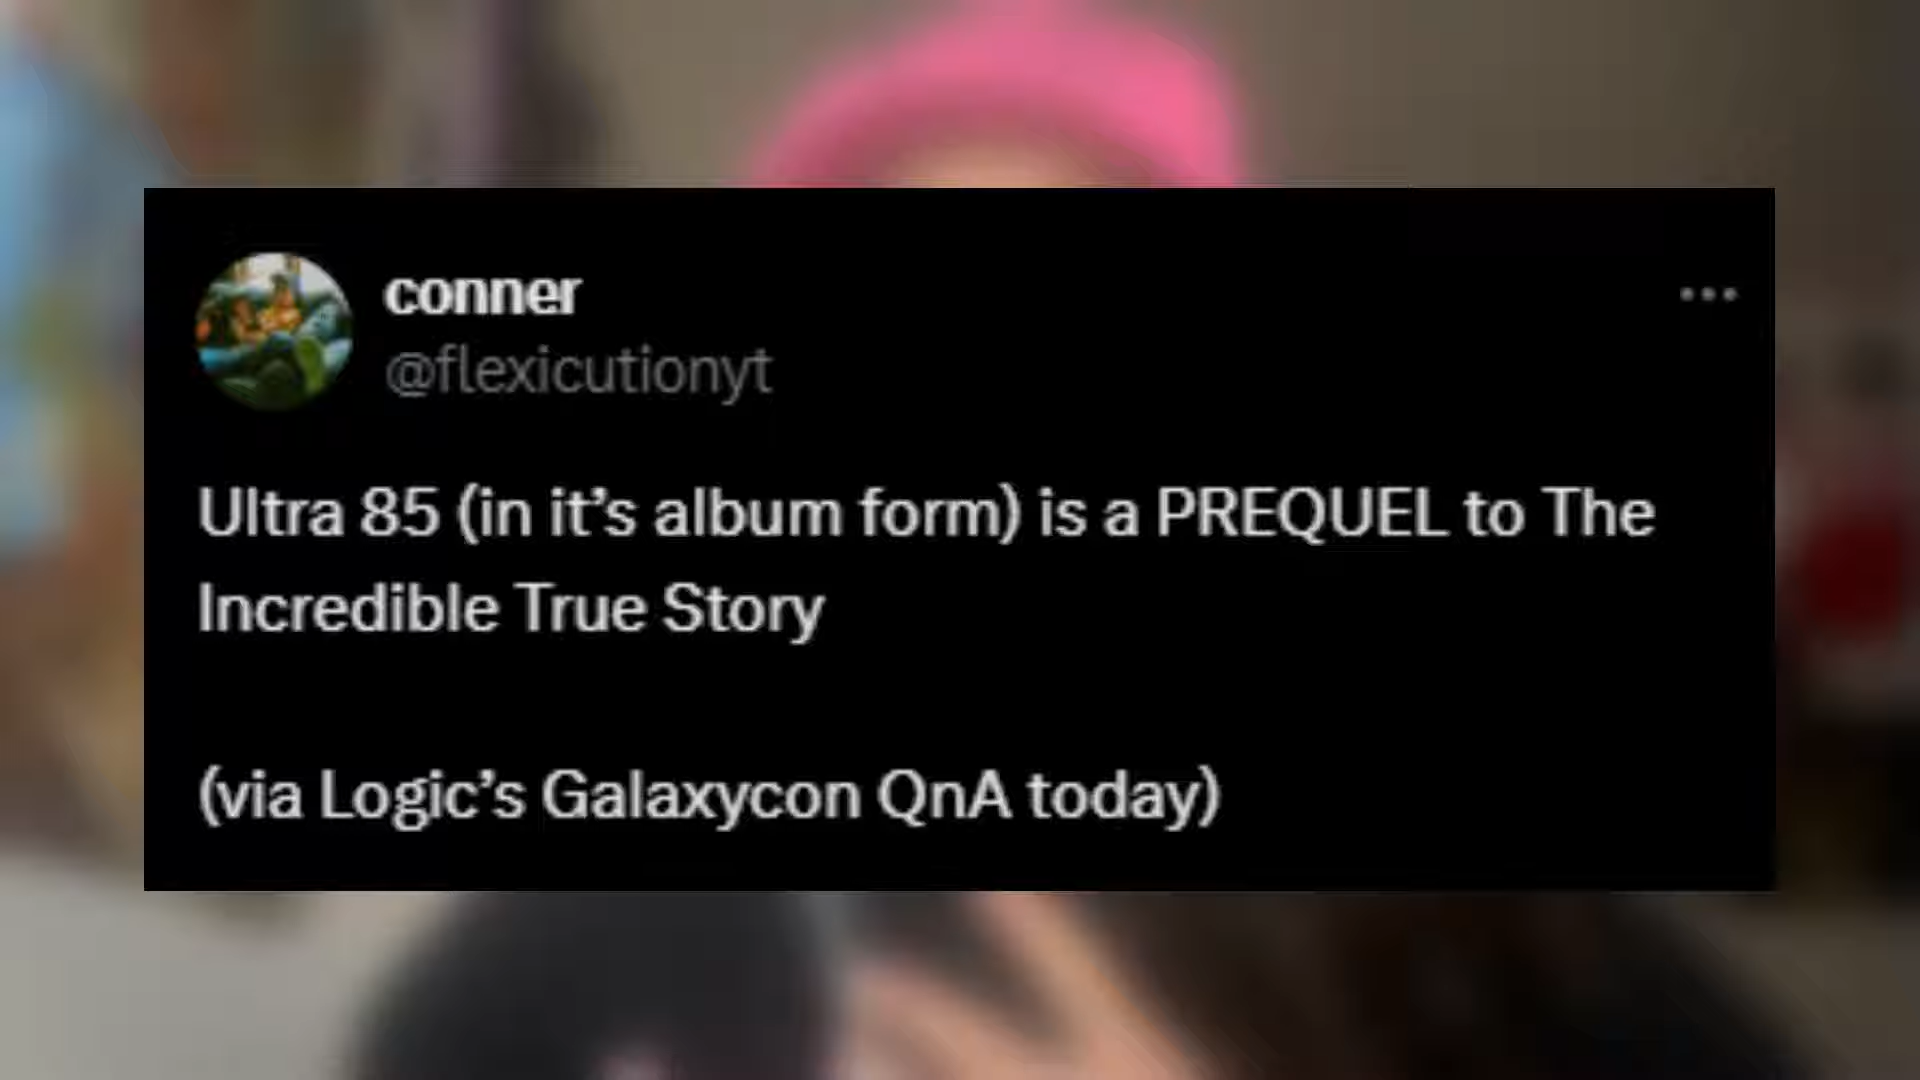 conner
@flexicutionyt
Ultra 85 (in it’s album form) is a PREQUEL to The
Incredible True Story
(via Logic’s Galaxycon QnA today)